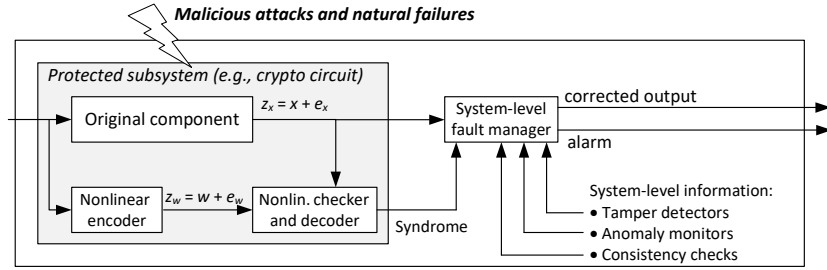 Malicious attacks and natural failures
Protected subsystem (e.g., crypto circuit)
Original component
z_x = x + e_x
System-level
fault manager
corrected output
alarm
Nonlinear
encoder
z_w = w + e_w
Nonlin. checker
and decoder
Syndrome
System-level information:
● Tamper detectors
● Anomaly monitors
● Consistency checks